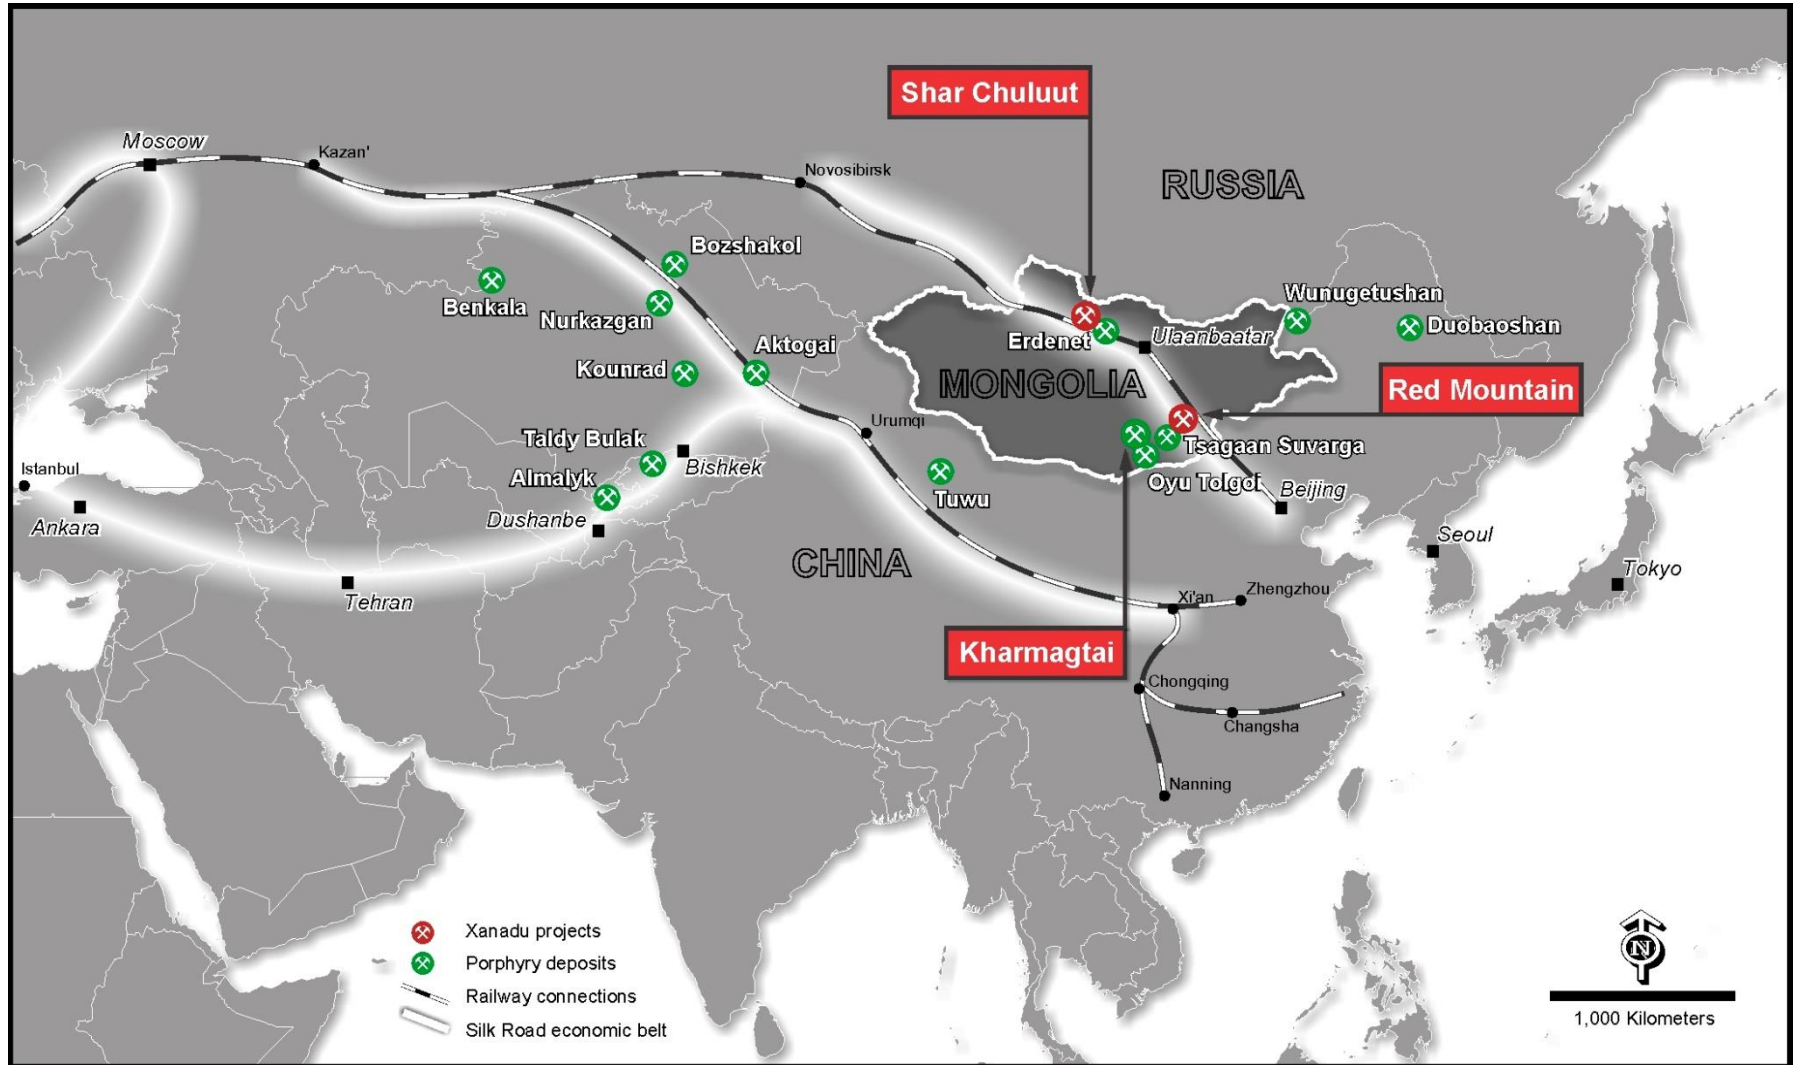 Shar Chuluut
Moscow
Kazan'
Novosibirsk
RUSSIA
Bozshakol
Benkala
Nurkazgan
Wunugetushan
Duobaoshan
Erdenet
Ulaanbaatar
Aktogai
Kounrad
MONGOLIA
Red Mountain
Urumqi
Taldy Bulak
Bishkek
Tsagaan Suvarga
Istanbul
Almalyk
Tuwu
Oyu Tolgoi
Beijing
Ankara
Dushanbe
Seoul
CHINA
Tokyo
Tehran
Xi'an
Zhengzhou
Kharmagtai
Chongqing
Changsha
Nanning
Xanadu projects
Porphyry deposits
Railway connections
Silk Road economic belt
N
1,000 Kilometers